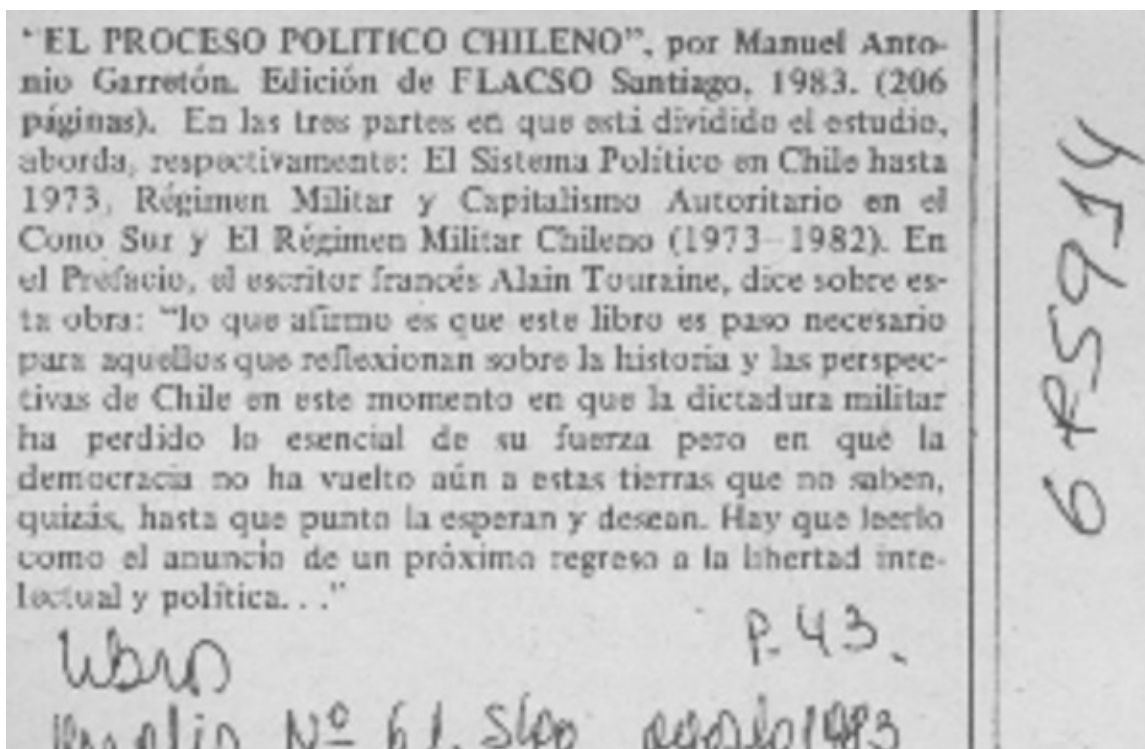 "EL PROCESO POLITICO CHILENO", por Manuel Anto-
nio Garretón. Edición de FLACSO Santiago, 1983. (206
páginas). En las tres partes en que está dividido el estudio,
aborda, respectivamente: El Sistema Político en Chile hasta
1973, Régimen Militar y Capitalismo Autoritario en el
Cono Sur y El Régimen Militar Chileno (1973-1982). En
el Prefacio, el escritor francés Alain Touraine, dice sobre es-
ta obra: "lo que afirmo es que este libro es paso necesario
para aquellos que reflexionan sobre la historia y las perspec-
tivas de Chile en este momento en que la dictadura militar
ha perdido lo esencial de su fuerza pero en que la
democracia no ha vuelto aún a estas tierras que no saben,
quizás, hasta que punto la esperan y desean. Hay que leerlo
como el anuncio de un próximo regreso a la libertad inte-
lectual y política. . ."
P. 43.
libro
Nº 61. Stgo agosto 1983